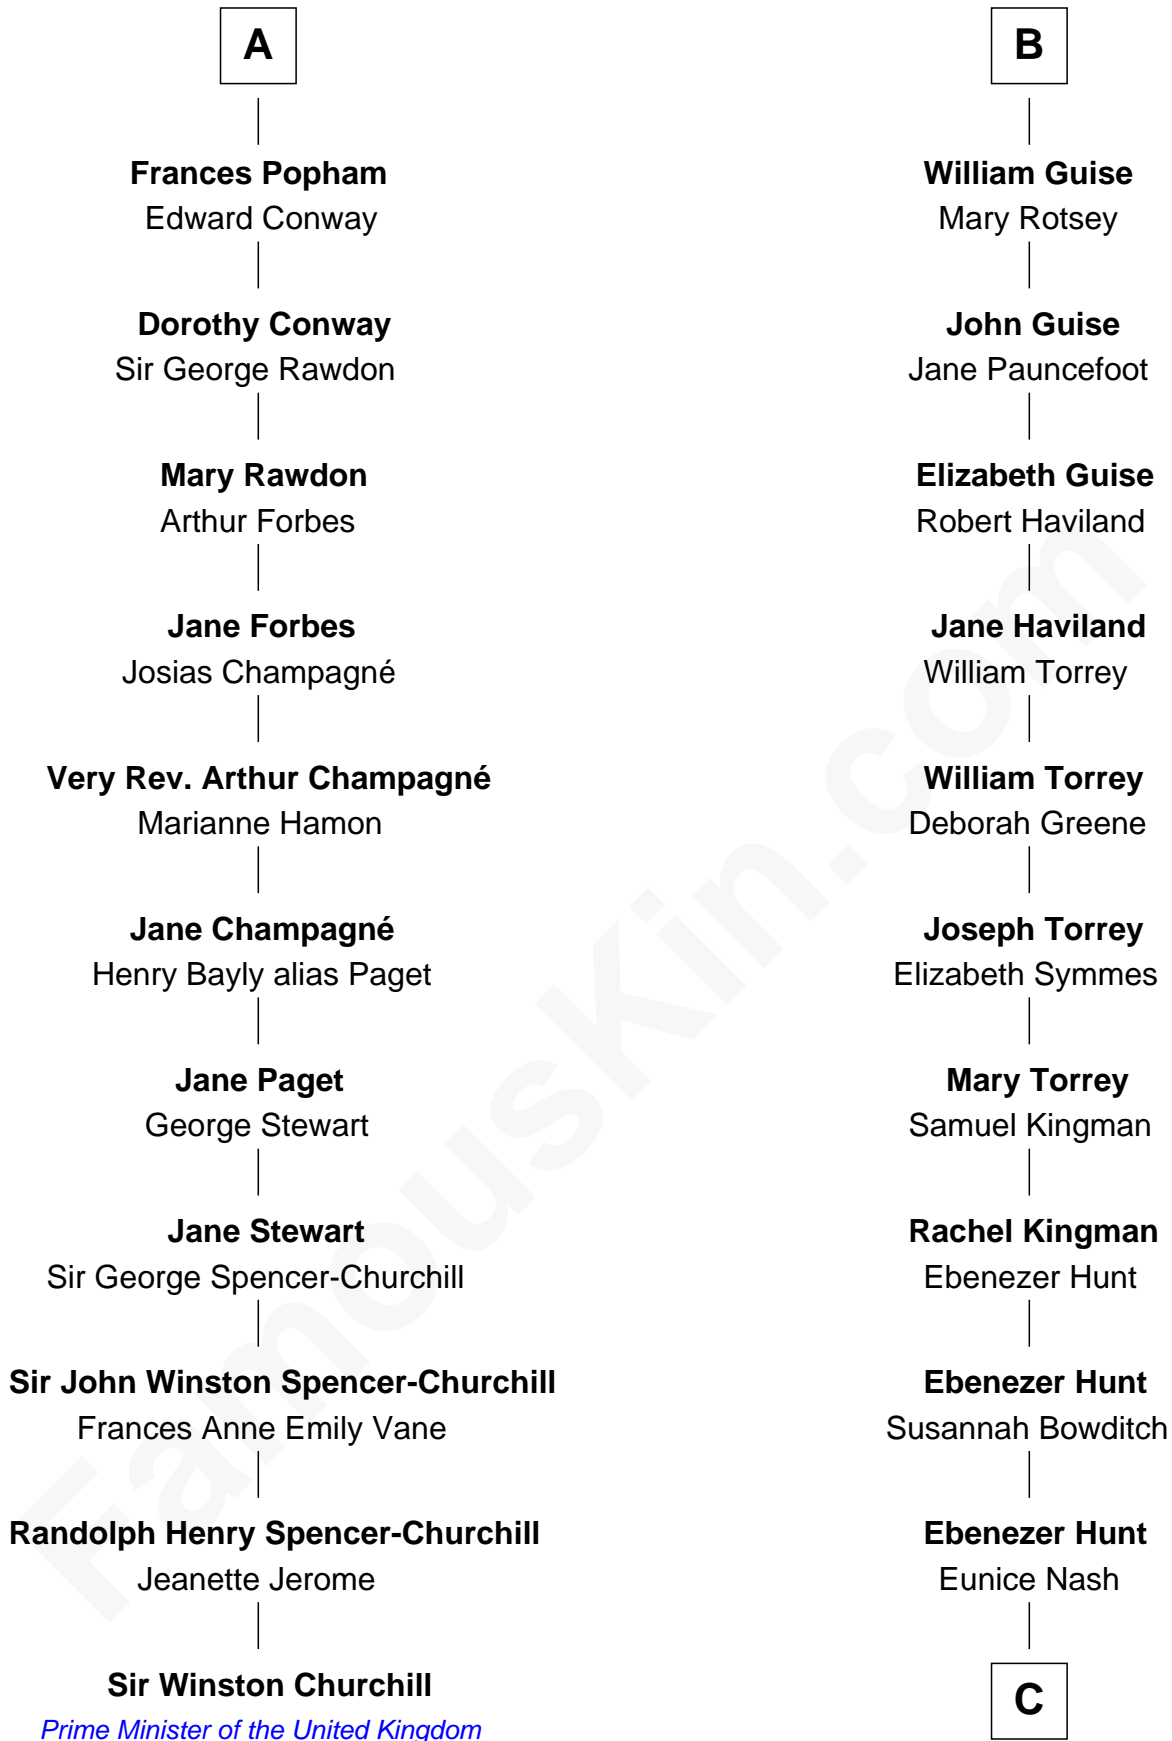 A
Frances Popham
Edward Conway
Dorothy Conway
Sir George Rawdon
Mary Rawdon
Arthur Forbes
Jane Forbes
Josias Champagné
Very Rev. Arthur Champagné
Marianne Hamon
Jane Champagné
Henry Bayly alias Paget
Jane Paget
George Stewart
Jane Stewart
Sir George Spencer-Churchill
Sir John Winston Spencer-Churchill
Frances Anne Emily Vane
Randolph Henry Spencer-Churchill
Jeanette Jerome
Sir Winston Churchill
Prime Minister of the United Kingdom
B
William Guise
Mary Rotsey
John Guise
Jane Pauncefoot
Elizabeth Guise
Robert Haviland
Jane Haviland
William Torrey
William Torrey
Deborah Greene
Joseph Torrey
Elizabeth Symmes
Mary Torrey
Samuel Kingman
Rachel Kingman
Ebenezer Hunt
Ebenezer Hunt
Susannah Bowditch
Ebenezer Hunt
Eunice Nash
C
FamousKin.com